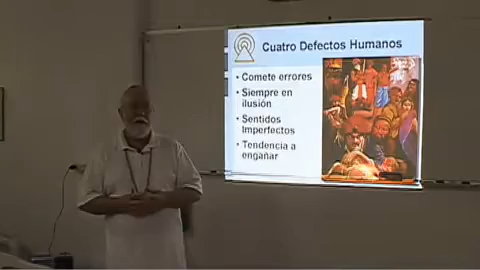 Cuatro Defectos Humanos
• Comete errores
• Siempre en
ilusión
• Sentidos
Imperfectos
• Tendencia a
engañar